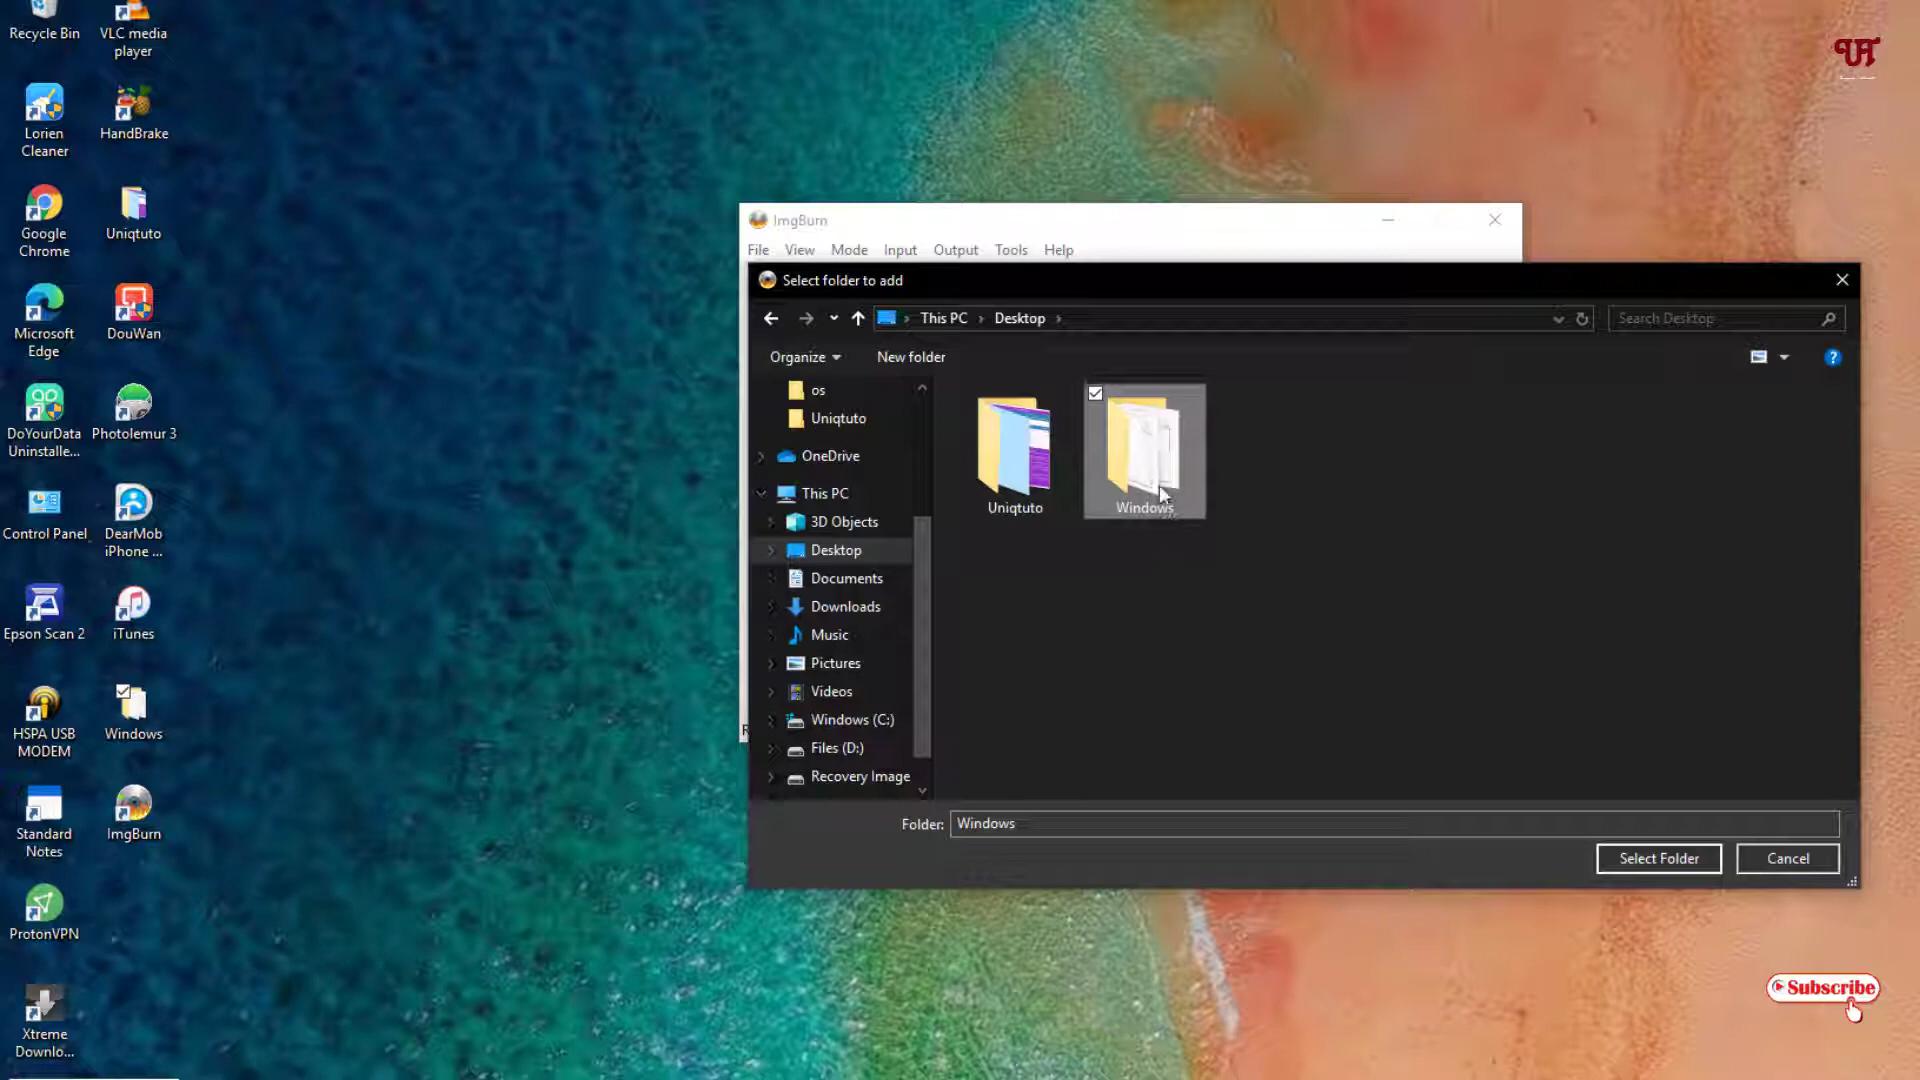 Recycle Bin
VLC media
player
Lorien
Cleaner
HandBrake
Google
Chrome
Uniqtuto
Microsoft
Edge
DouWan
DoYourData
Uninstalle...
Photolemur 3
Control Panel
DearMob
iPhone ...
Epson Scan 2
iTunes
HSPA USB
MODEM
Windows
Standard
Notes
ImgBurn
ProtonVPN
Xtreme
Downlo...
UT
ImgBurn
File View Mode Input Output Tools Help
Select folder to add
This PC Desktop
Search Desktop
Organize New folder
os
Uniqtuto
OneDrive
This PC
3D Objects
Desktop
Documents
Downloads
Music
Pictures
Videos
Windows (C:)
Files (D:)
Recovery Image
Uniqtuto
Windows
Folder: Windows
Select Folder Cancel
Subscribe